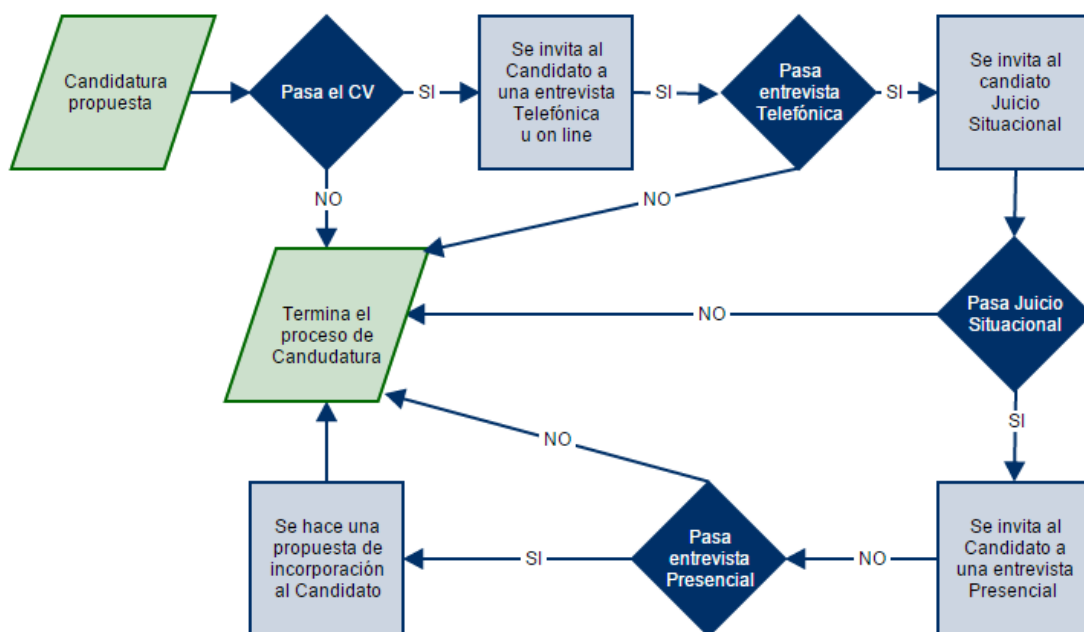 Candidatura
propuesta
Pasa el CV
SI
Se invita al
Candidato a
una entrevista
Telefónica
u on line
SI
Pasa
entrevista
Telefónica
SI
Se invita al
candiato
Juicio
Situacional
NO
NO
Termina el
proceso de
Candudatura
NO
Pasa Juicio
Situacional
SI
NO
Se hace una
propuesta de
incorporación
al Candidato
SI
Pasa
entrevista
Presencial
NO
Se invita al
Candidato a
una entrevista
Presencial